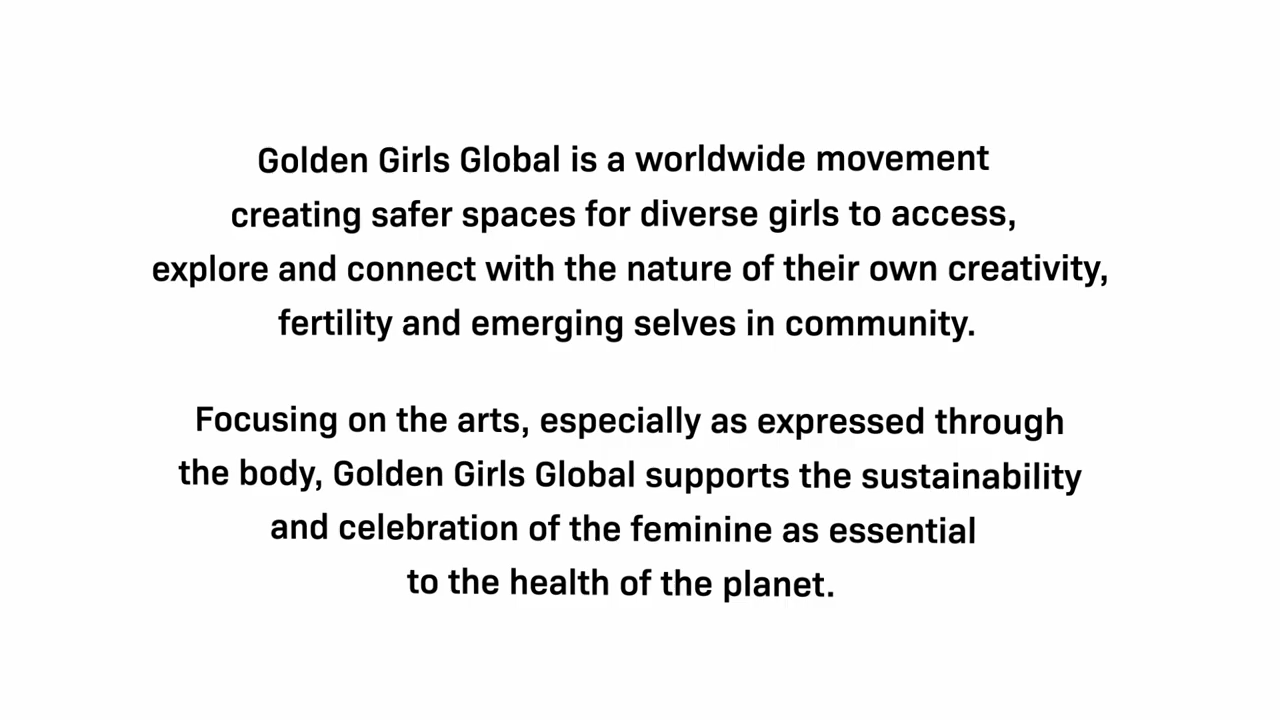 Golden Girls Global is a worldwide movement
creating safer spaces for diverse girls to access,
explore and connect with the nature of their own creativity,
fertility and emerging selves in community.
Focusing on the arts, especially as expressed through
the body, Golden Girls Global supports the sustainability
and celebration of the feminine as essential
to the health of the planet.